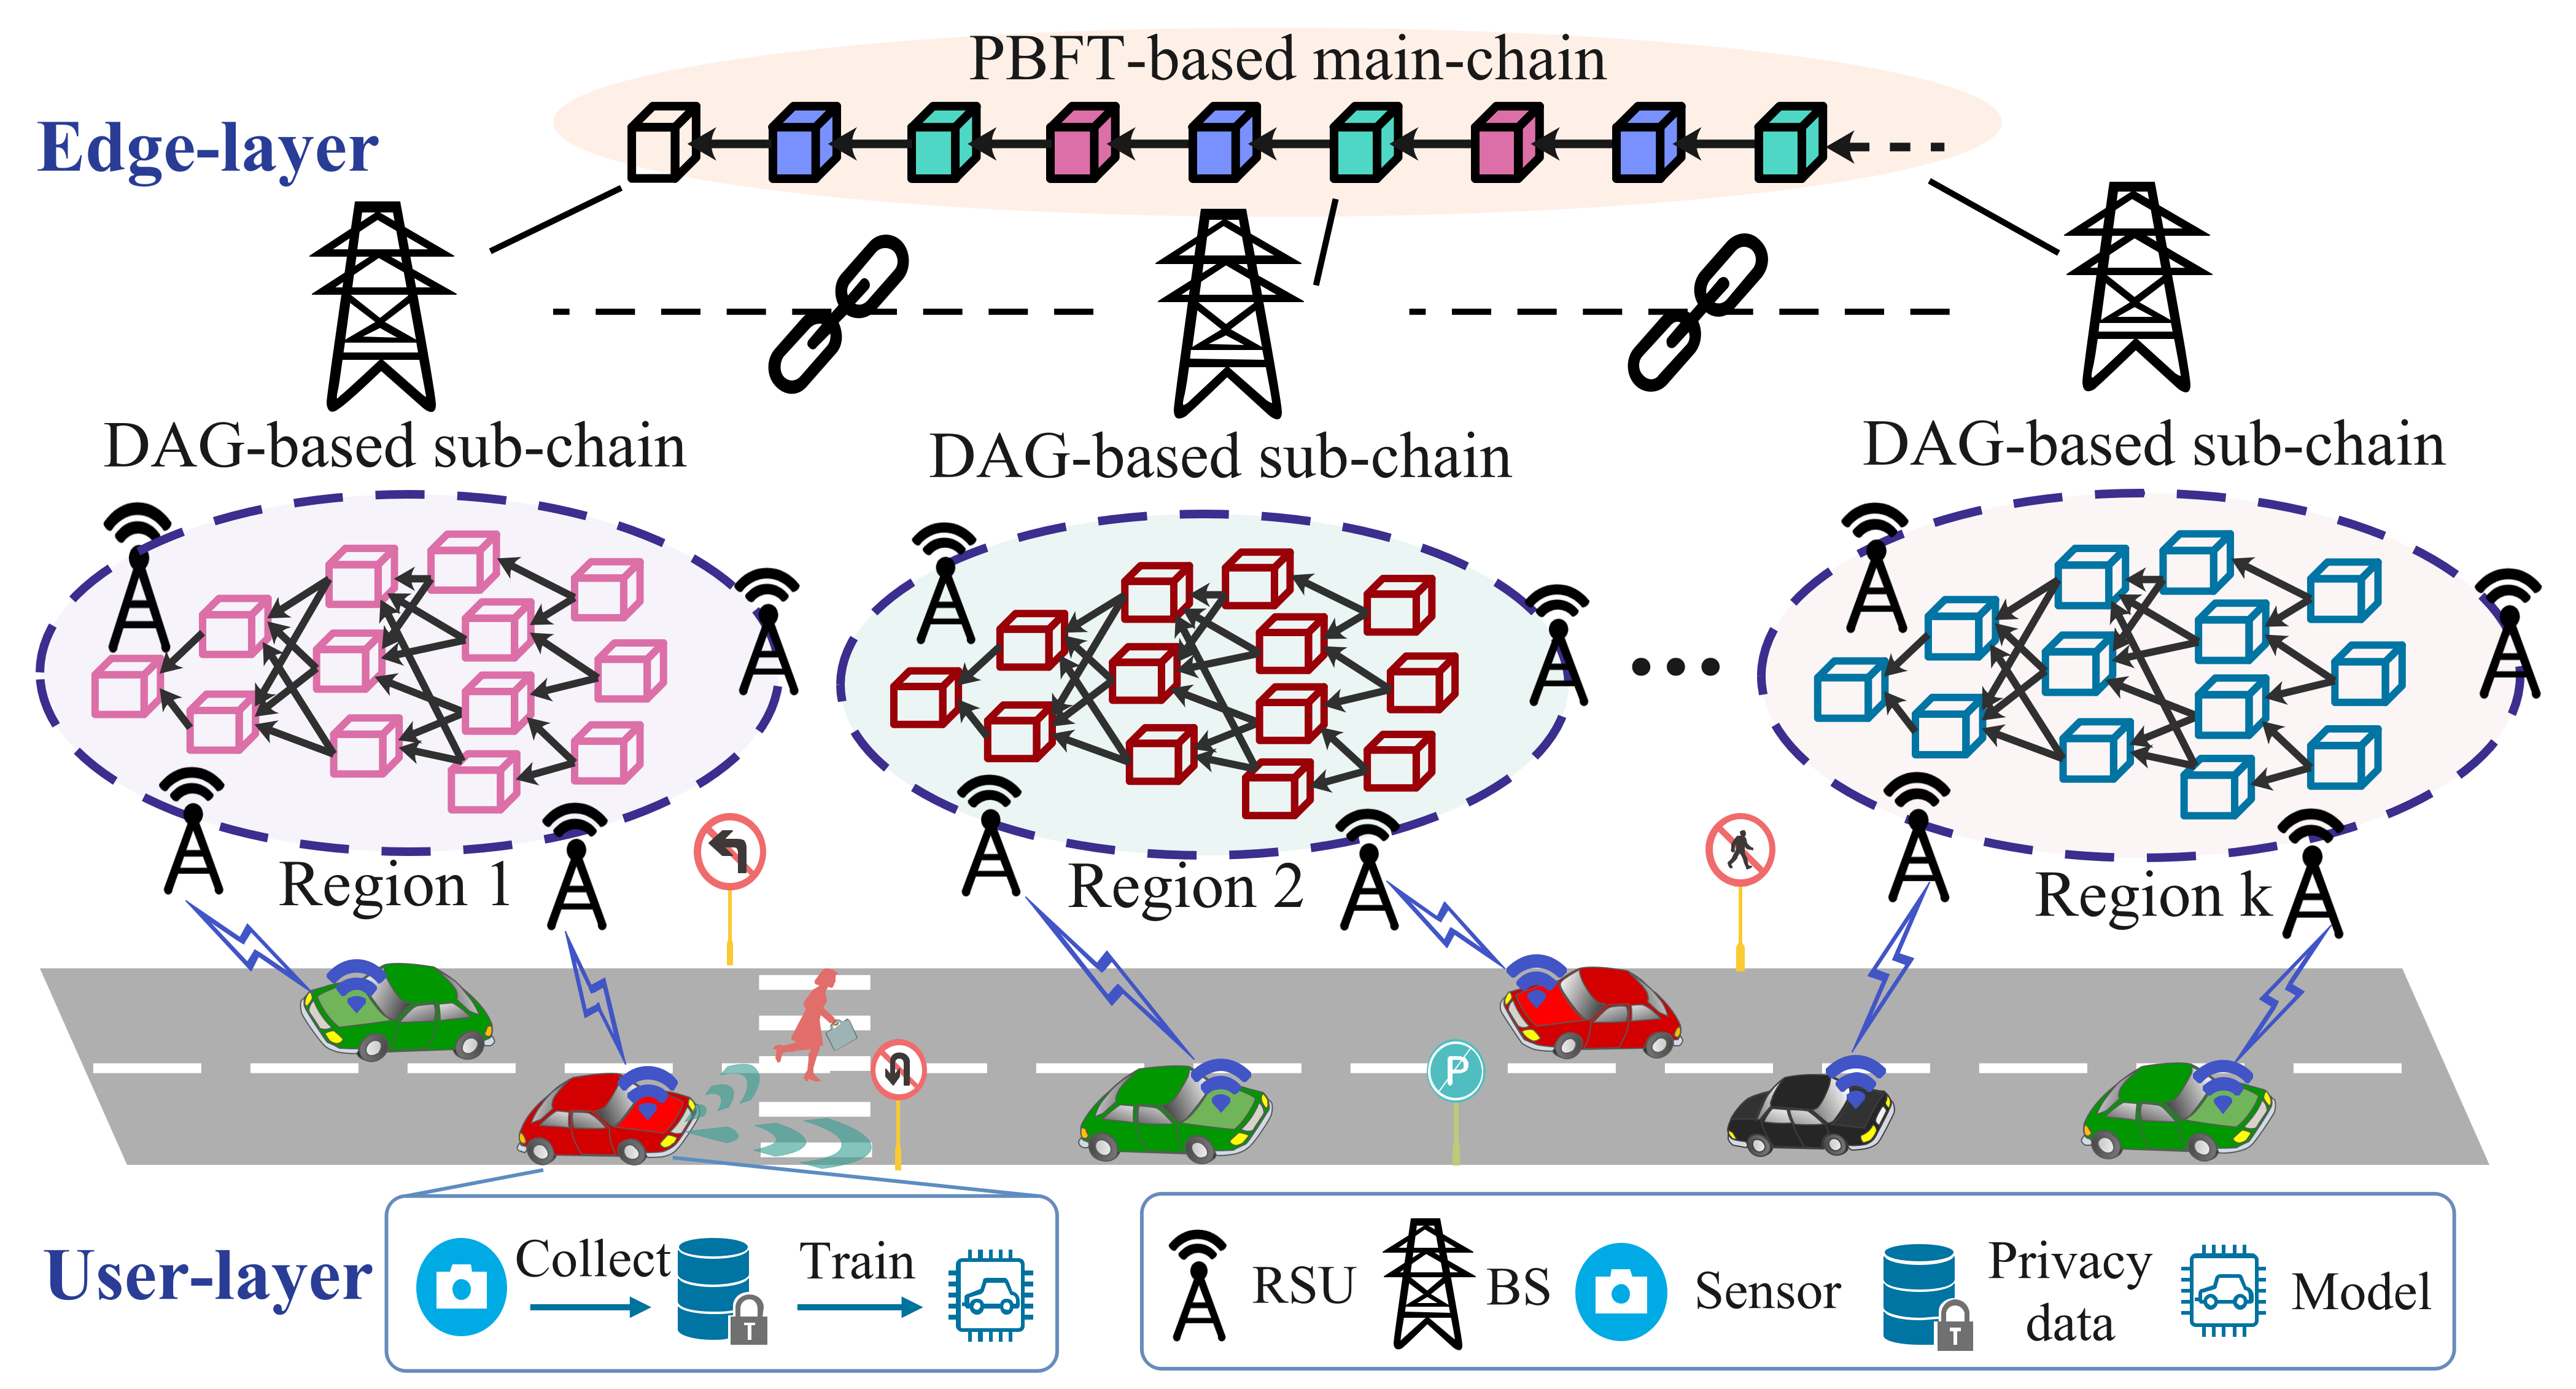 PBFT-based main-chain
Edge-layer
DAG-based sub-chain
DAG-based sub-chain
DAG-based sub-chain
Region 1
Region 2
Region k
P
User-layer
Collect
Train
T
RSU
BS
Sensor
Privacy
data
T
Model